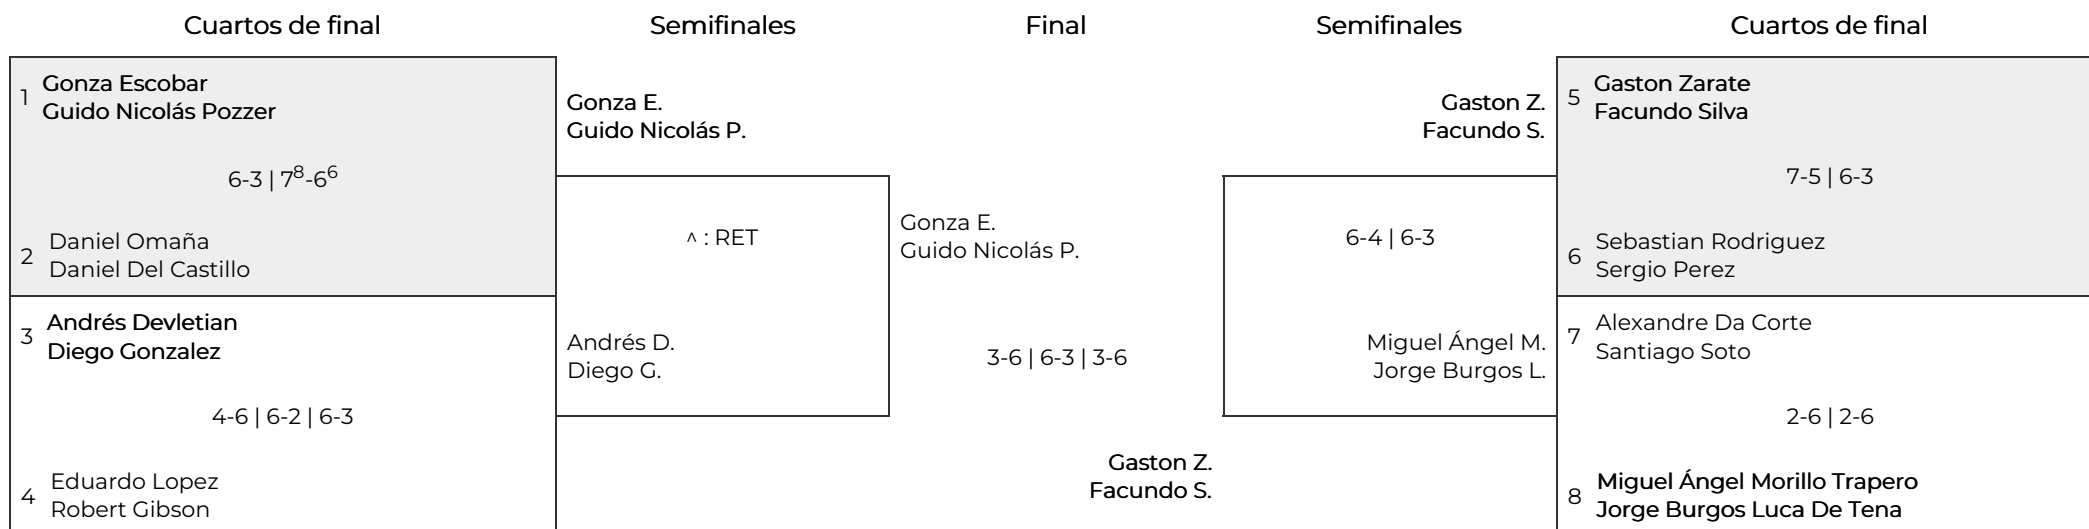 Cuartos de final
Semifinales
Final
Semifinales
Cuartos de final
1
Gonza Escobar
Guido Nicolás Pozzer
6-3 | 7⁸-6⁶
2
Daniel Omaña
Daniel Del Castillo
3
Andrés Devletian
Diego Gonzalez
4-6 | 6-2 | 6-3
4
Eduardo Lopez
Robert Gibson
Gonza E.
Guido Nicolás P.
^ : RET
Andrés D.
Diego G.
Gonza E.
Guido Nicolás P.
3-6 | 6-3 | 3-6
Gaston Z.
Facundo S.
Gaston Z.
Facundo S.
6-4 | 6-3
Miguel Ángel M.
Jorge Burgos L.
5
Gaston Zarate
Facundo Silva
7-5 | 6-3
6
Sebastian Rodriguez
Sergio Perez
7
Alexandre Da Corte
Santiago Soto
2-6 | 2-6
8
Miguel Ángel Morillo Trapero
Jorge Burgos Luca De Tena